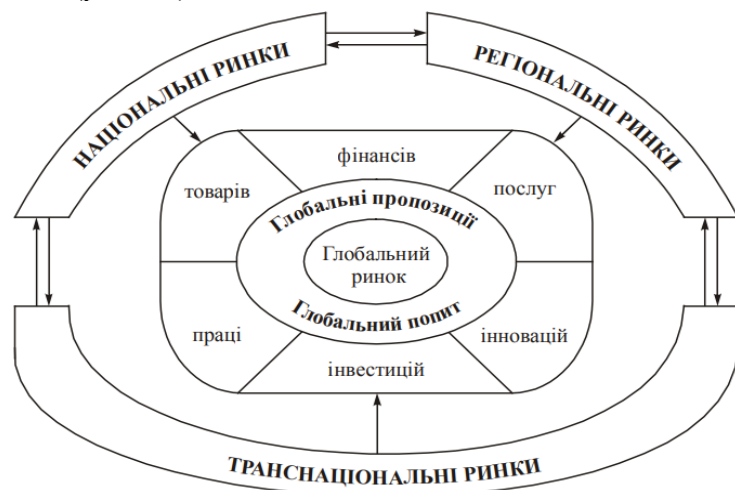 НАЦІОНАЛЬНІ РИНКИ
РЕГІОНАЛЬНІ РИНКИ
фінансів
товарів
послуг
Глобальні пропозиції
Глобальний
ринок
Глобальний попит
праці
інновацій
інвестицій
ТРАНСНАЦІОНАЛЬНІ РИНКИ